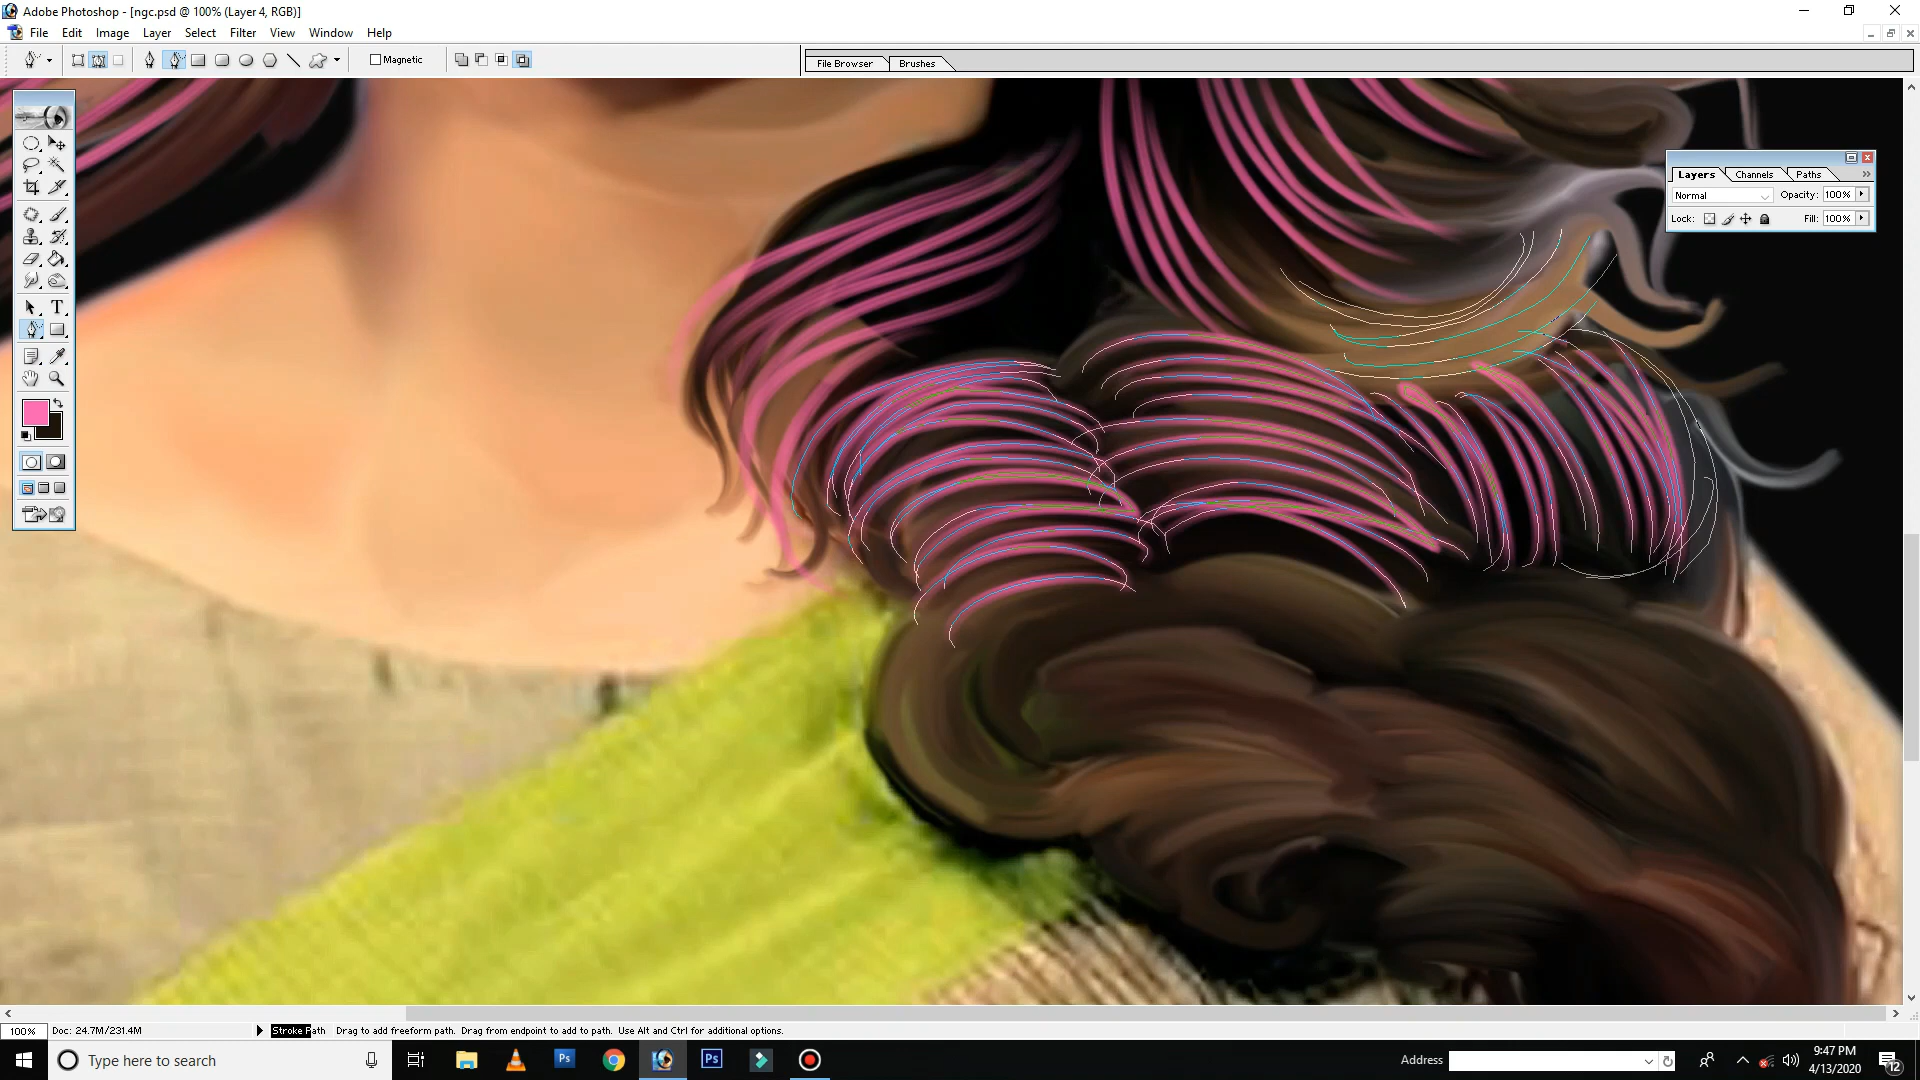 Adobe Photoshop - [ngc.psd @ 100% (Layer 4, RGB)]
File Edit Image Layer Select Filter View Window Help
Magnetic
File Browser Brushes
Layers Channels Paths
Normal Opacity: 100%
Lock: Fill: 100%
T
100% Doc: 24.7M/231.4M Stroke Path Drag to add freeform path. Drag from endpoint to add to path. Use Alt and Ctrl for additional options.
Type here to search
Ps
Ps
Address
9:47 PM
4/13/2020
12